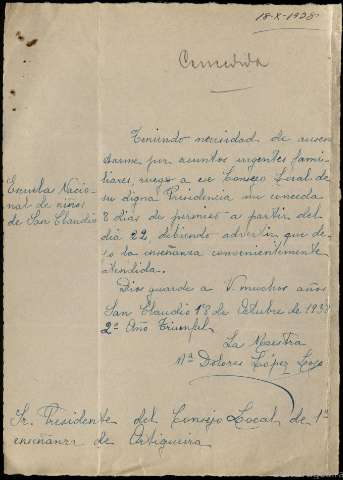 18-X-1938
Concedida
Teniendo necesidad de ausen
tarme por asuntos urgentes fami-
liares, ruego a ese Consejo Local de
su digna Presidencia me conceda
8 dias de permiso a partir del
día 22, debiendo advertir que de-
jo la enseñanza convenientemente
atendida.
Dios guarde a V muchos años
San Claudio 18 de Octubre de 1938
2º Año Triunfal
La Maestra
Mª Dolores López
Escuela Nacio-
nal de niños
de San Claudio
Sr. Presidente del Consejo Local de 1ª
enseñanza de Ortigueira